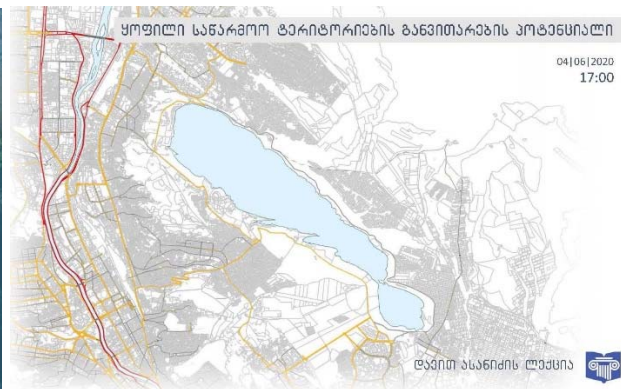 ყოფილი საწარმოო ტერიტორიების განვითარების პოტენციალი
04|06|2020
17:00
დავით ასანიძის ლექცია